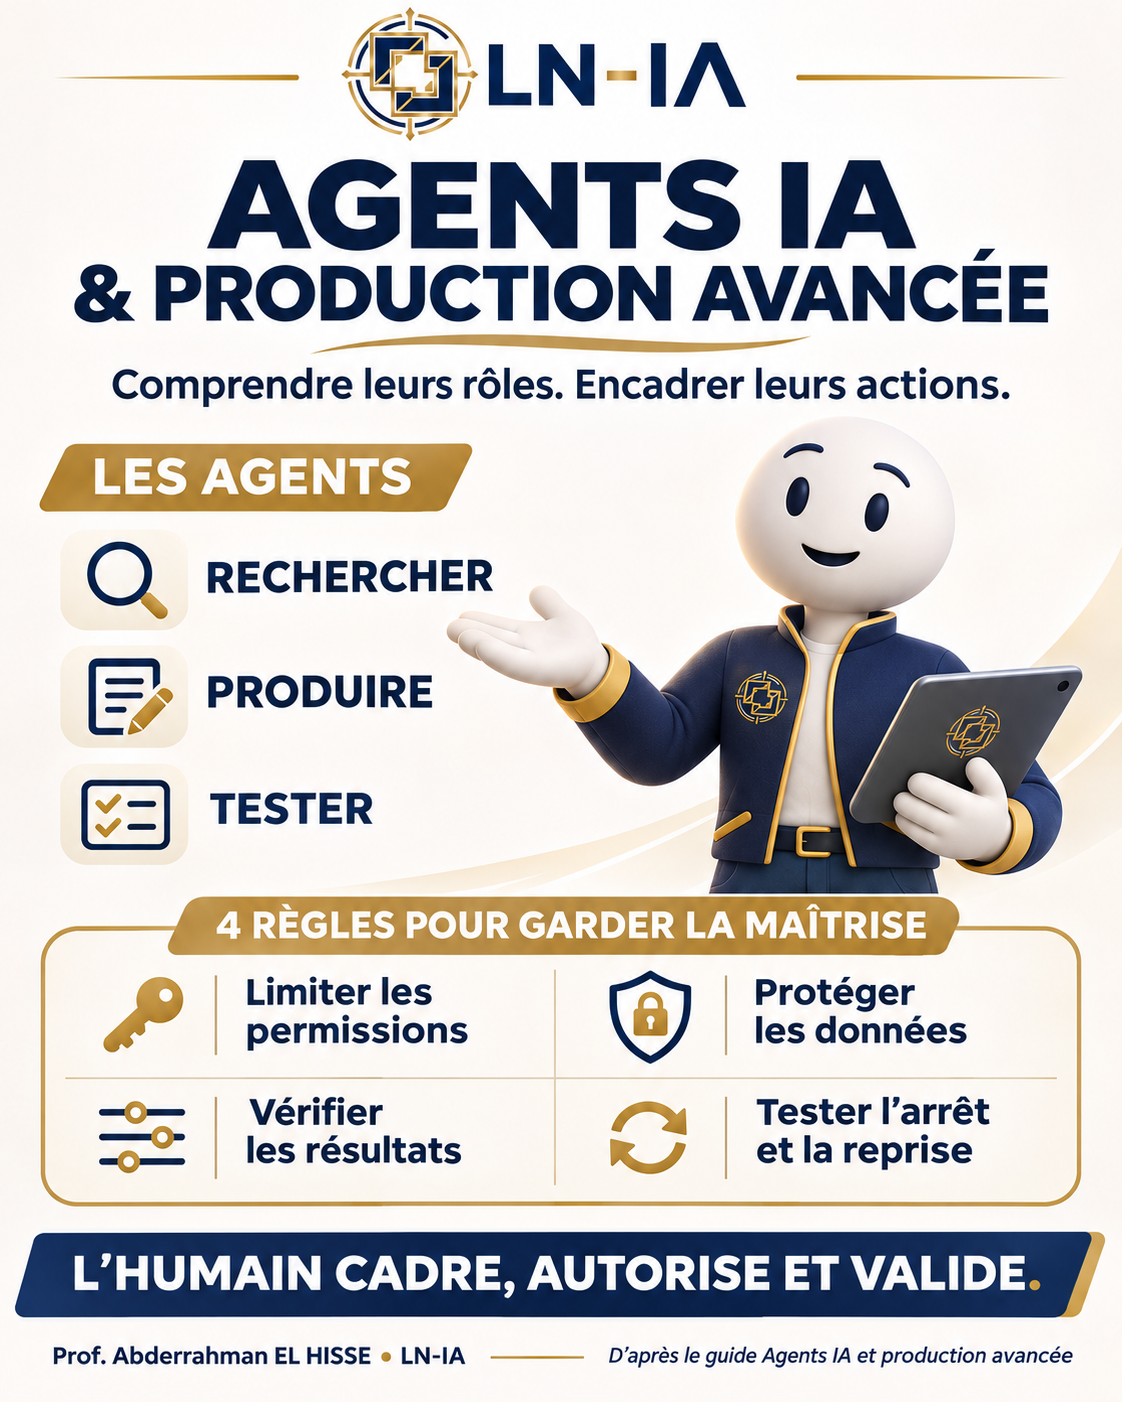 LN-IA
AGENTS IA
& PRODUCTION AVANCÉE
Comprendre leurs rôles. Encadrer leurs actions.
LES AGENTS
RECHERCHER
PRODUIRE
TESTER
4 RÈGLES POUR GARDER LA MAÎTRISE
Limiter les
permissions
Protéger
les données
Vérifier
les résultats
Tester l’arrêt
et la reprise
L’HUMAIN CADRE, AUTORISE ET VALIDE.
Prof. Abderrahman EL HISSE • LN-IA
D’après le guide Agents IA et production avancée